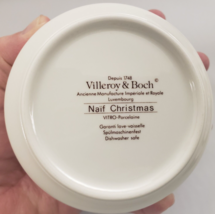 Depuis 1748
Villeroy & Boch
Ancienne Manufacture Impériale et Royale
Luxembourg
Naif Christmas
VITRO-Porcelaine
Garanti lave-vaisselle
Spülmaschinenfest
Dishwasher safe